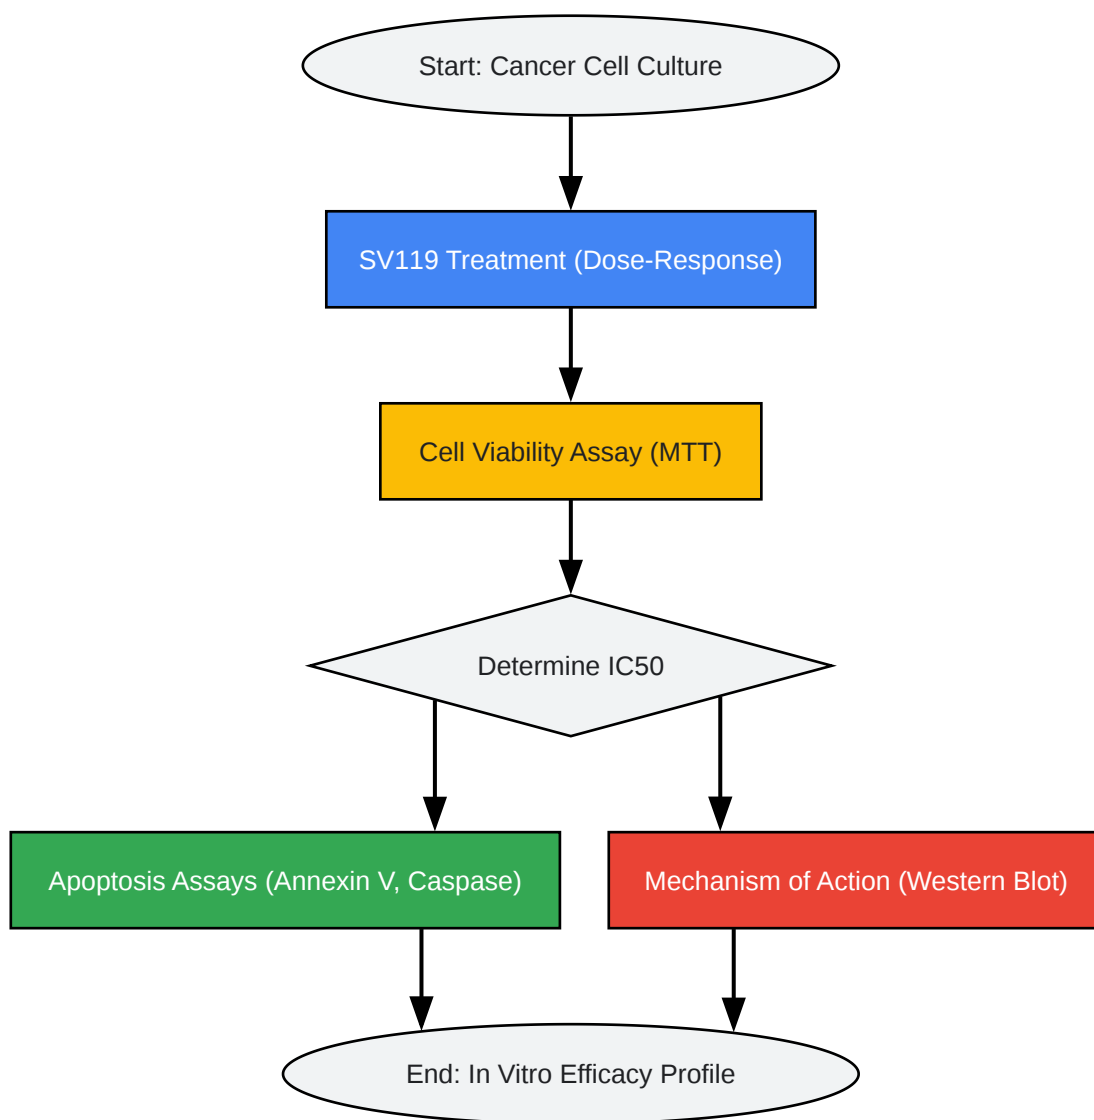 Start: Cancer Cell Culture
SV119 Treatment (Dose-Response)
Cell Viability Assay (MTT)
Determine IC50
Apoptosis Assays (Annexin V, Caspase)
Mechanism of Action (Western Blot)
End: In Vitro Efficacy Profile